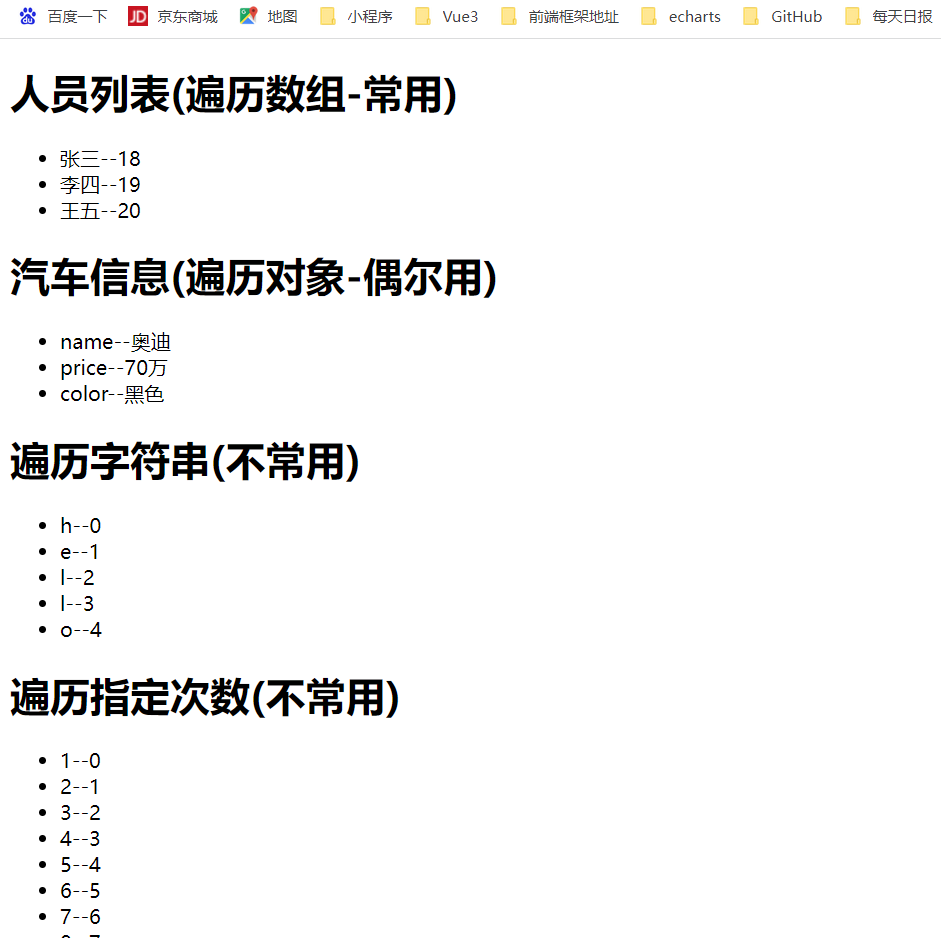 百度一下 JD 京东商城 地图 小程序 Vue3 前端框架地址 echarts GitHub 每天日报
人员列表(遍历数组-常用)
张三--18
李四--19
王五--20
汽车信息(遍历对象-偶尔用)
name--奥迪
price--70万
color--黑色
遍历字符串(不常用)
h--0
e--1
l--2
l--3
o--4
遍历指定次数(不常用)
1--0
2--1
3--2
4--3
5--4
6--5
7--6